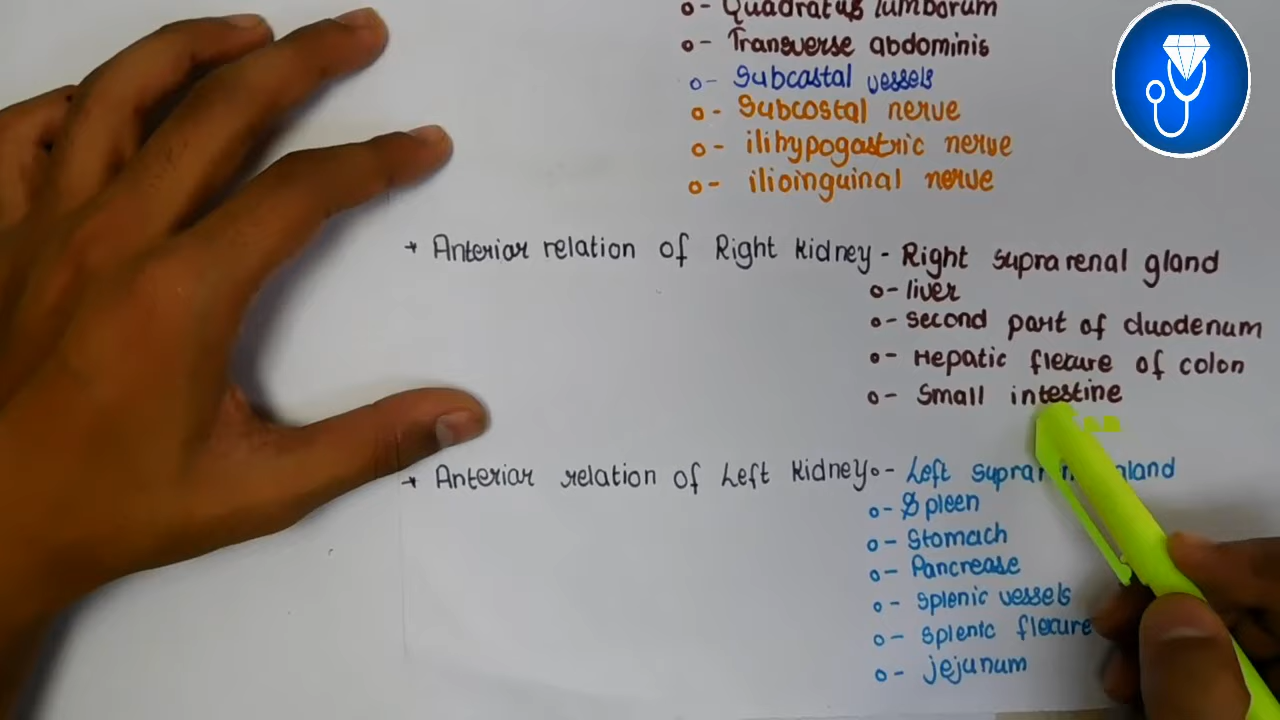 o- Quadratus lumborum
o- Transverse abdominis
o- Subcastal vessels
o- Subcostal nerve
o- ilihypogastric nerve
o- ilioinguinal nerve
* Anterior relation of Right kidney - Right suprarenal gland
o- liver
o- second part of duodenum
o- Hepatic flexure of colon
o- Small intestine
* Anterior relation of Left kidney o- Left gland
o- Spleen
o- Stomach
o- Pancrease
o- splenic vessels
o- splenic flexure
o- jejunum